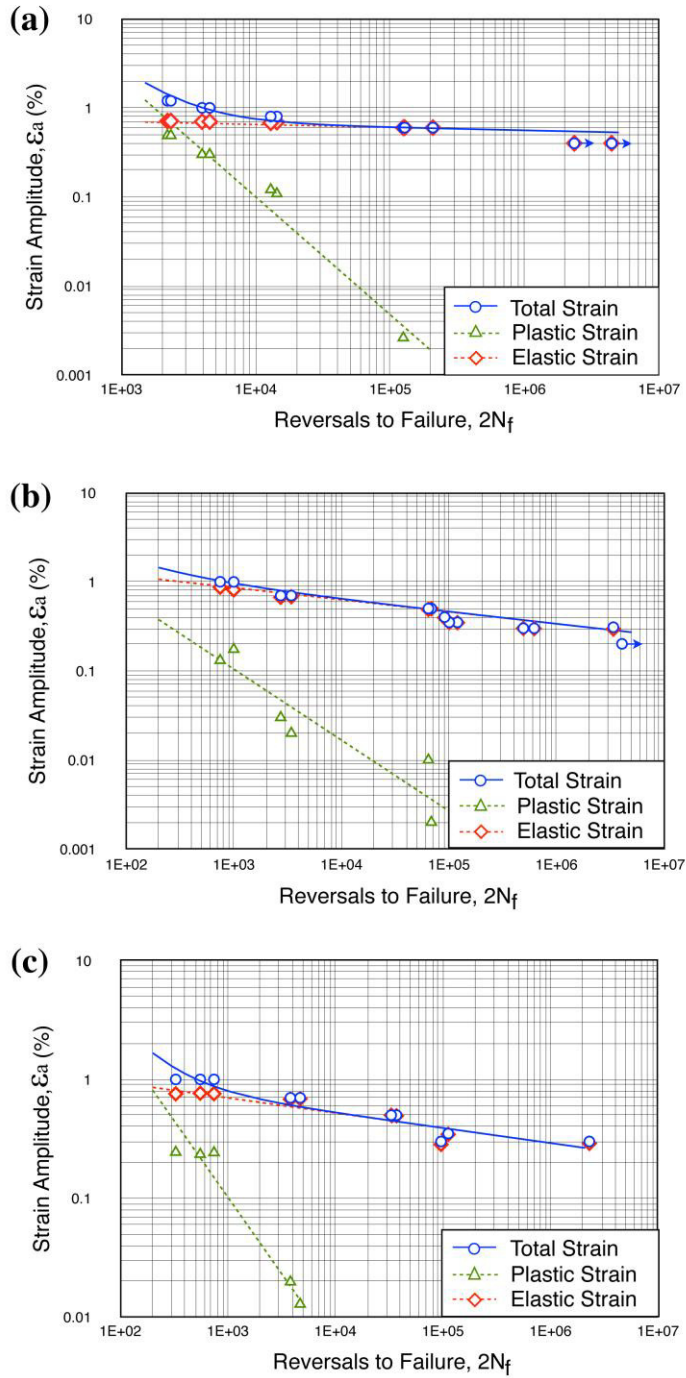 (a)
10
1
0.1
0.01
0.001
Strain Amplitude, εa (%)
1E+03 1E+04 1E+05 1E+06 1E+07
Reversals to Failure, 2Nf
Total Strain
Plastic Strain
Elastic Strain
(b)
10
1
0.1
0.01
0.001
Strain Amplitude, εa (%)
1E+02 1E+03 1E+04 1E+05 1E+06 1E+07
Reversals to Failure, 2Nf
Total Strain
Plastic Strain
Elastic Strain
(c)
10
1
0.1
0.01
Strain Amplitude, εa (%)
1E+02 1E+03 1E+04 1E+05 1E+06 1E+07
Reversals to Failure, 2Nf
Total Strain
Plastic Strain
Elastic Strain